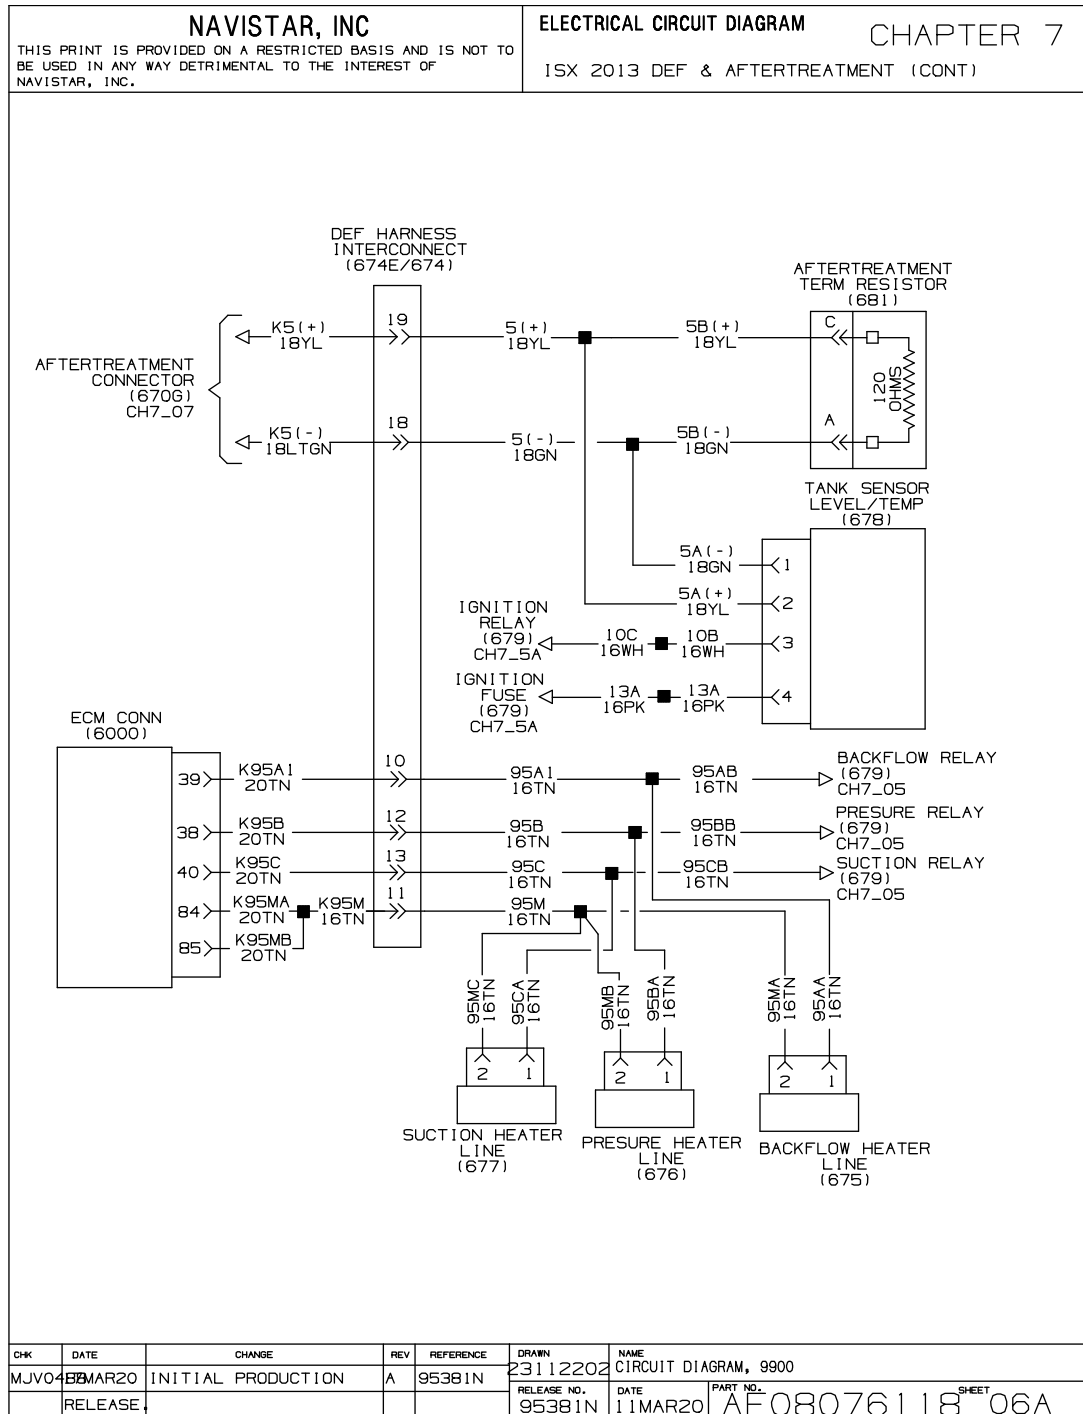 NAVISTAR, INC
THIS PRINT IS PROVIDED ON A RESTRICTED BASIS AND IS NOT TO
BE USED IN ANY WAY DETRIMENTAL TO THE INTEREST OF
NAVISTAR, INC.
ELECTRICAL CIRCUIT DIAGRAM
CHAPTER 7
ISX 2013 DEF & AFTERTREATMENT (CONT)
DEF HARNESS
INTERCONNECT
(674E/674)
AFTERTREATMENT
TERM RESISTOR
(681)
K5(+)
18YL
19
5(+)
18YL
5B(+)
18YL
C
120
OHMS
AFTERTREATMENT
CONNECTOR
(670G)
CH7_07
K5(-)
18LTGN
18
5(-)
18GN
5B(-)
18GN
A
TANK SENSOR
LEVEL/TEMP
(678)
5A(-)
18GN
1
5A(+)
18YL
2
IGNITION
RELAY
(679)
CH7_5A
10C
16WH
10B
16WH
3
IGNITION
FUSE
(679)
CH7_5A
13A
16PK
13A
16PK
4
ECM CONN
(6000)
39
K95A1
20TN
10
95A1
16TN
95AB
16TN
BACKFLOW RELAY
(679)
CH7_05
38
K95B
20TN
12
95B
16TN
95BB
16TN
PRESURE RELAY
(679)
CH7_05
40
K95C
20TN
13
95C
16TN
95CB
16TN
SUCTION RELAY
(679)
CH7_05
84
K95MA
20TN
K95M
16TN
11
95M
16TN
85
K95MB
20TN
95MC
16TN
95CA
16TN
95MB
16TN
95BA
16TN
95MA
16TN
95AA
16TN
2 1
2 1
2 1
SUCTION HEATER
LINE
(677)
PRESURE HEATER
LINE
(676)
BACKFLOW HEATER
LINE
(675)
CHK DATE CHANGE REV REFERENCE
MAR20 INITIAL PRODUCTION A 95381N
RELEASE.
DRAWN
23112202
NAME
CIRCUIT DIAGRAM, 9900
RELEASE NO.
95381N
DATE
11MAR20
PART NO.
AF08076118
SHEET
06A